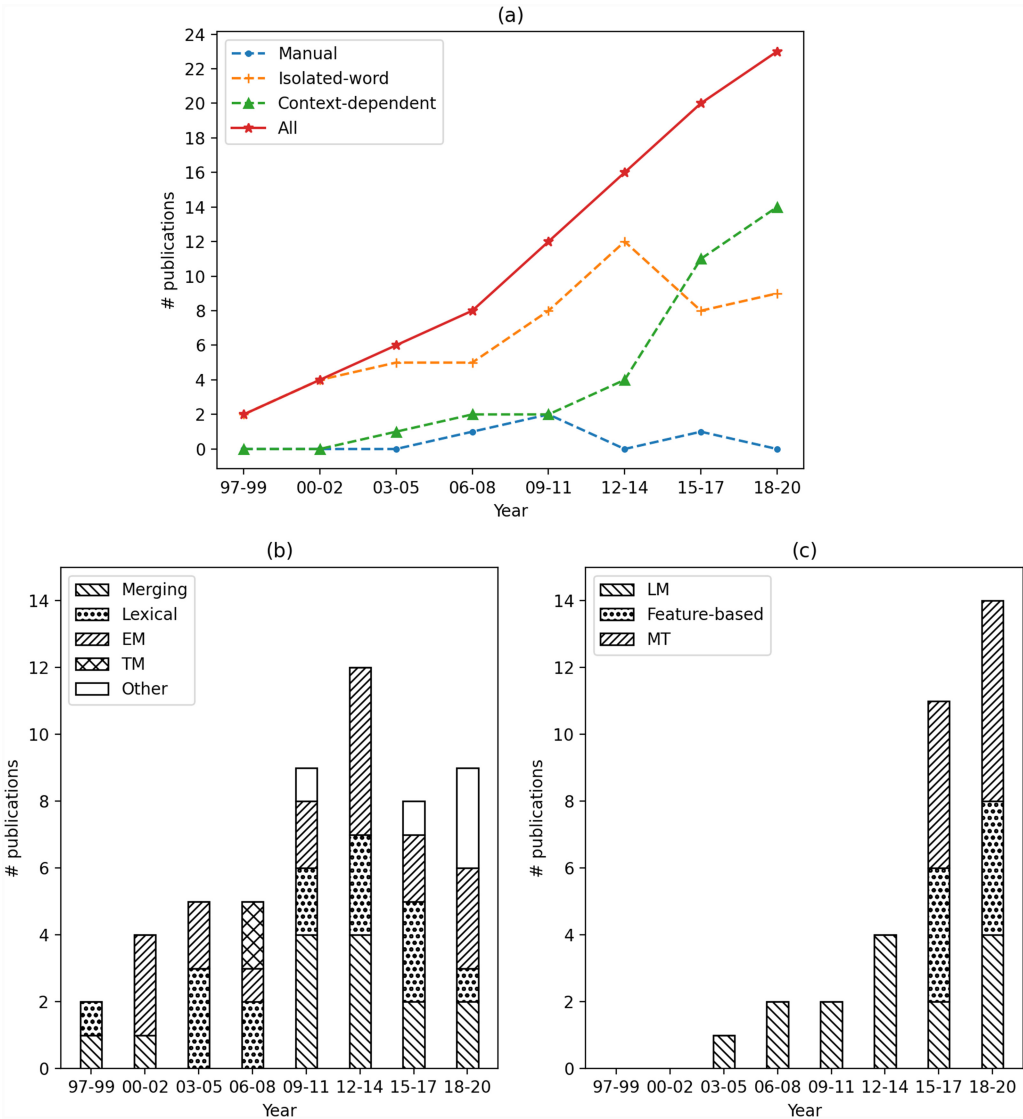 (a)
24
22
20
18
16
14
12
10
8
6
4
2
0
# publications
Manual
Isolated-word
Context-dependent
All
97-99 00-02 03-05 06-08 09-11 12-14 15-17 18-20
Year
(b)
14
12
10
8
6
4
2
0
# publications
Merging
Lexical
EM
TM
Other
97-99 00-02 03-05 06-08 09-11 12-14 15-17 18-20
Year
(c)
14
12
10
8
6
4
2
0
# publications
LM
Feature-based
MT
97-99 00-02 03-05 06-08 09-11 12-14 15-17 18-20
Year